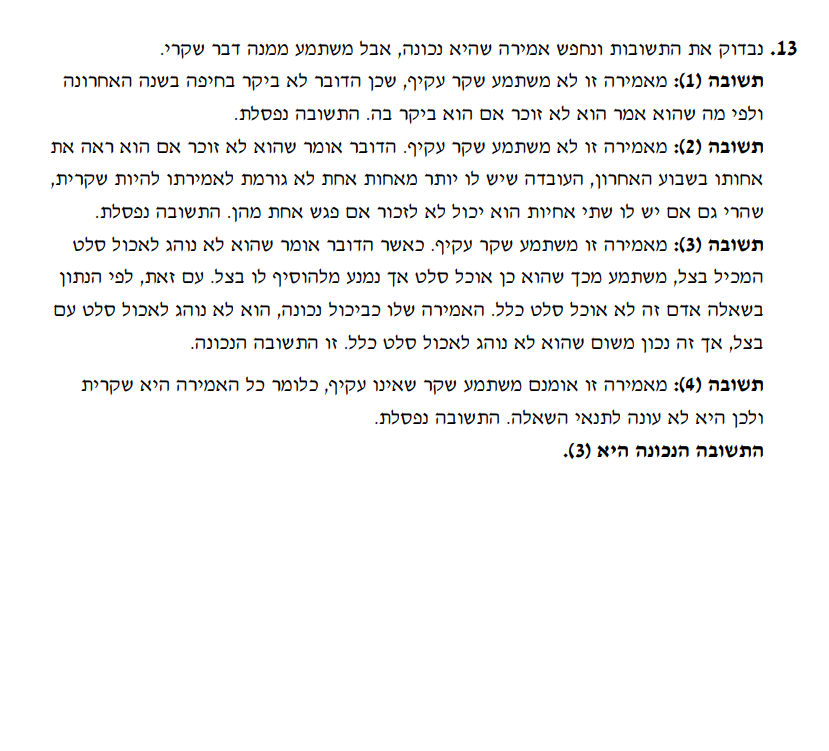 13. נבדוק את התשובות ונחפש אמירה שהיא נכונה, אבל משתמע ממנה דבר שקרי.
תשובה (1): מאמירה זו לא משתמע שקר עקיף, שכן הדובר לא ביקר בחיפה בשנה האחרונה
ולפי מה שהוא אמר הוא לא זוכר אם הוא ביקר בה. התשובה נפסלת.
תשובה (2): מאמירה זו לא משתמע שקר עקיף. הדובר אומר שהוא לא זוכר אם הוא ראה את
אחותו בשבוע האחרון, העובדה שיש לו יותר מאחות אחת לא גורמת לאמירתו להיות שקרית,
שהרי גם אם יש לו שתי אחיות הוא יכול לא לזכור אם פגש אחת מהן. התשובה נפסלת.
תשובה (3): מאמירה זו משתמע שקר עקיף. כאשר הדובר אומר שהוא לא נוהג לאכול סלט
המכיל בצל, משתמע מכך שהוא כן אוכל סלט אך נמנע מלהוסיף לו בצל. עם זאת, לפי הנתון
בשאלה אדם זה לא אוכל סלט כלל. האמירה שלו כביכול נכונה, הוא לא נוהג לאכול סלט עם
בצל, אך זה נכון משום שהוא לא נוהג לאכול סלט כלל. זו התשובה הנכונה.
תשובה (4): מאמירה זו אומנם משתמע שקר שאינו עקיף, כלומר כל האמירה היא שקרית
ולכן היא לא עונה לתנאי השאלה. התשובה נפסלת.
התשובה הנכונה היא (3).